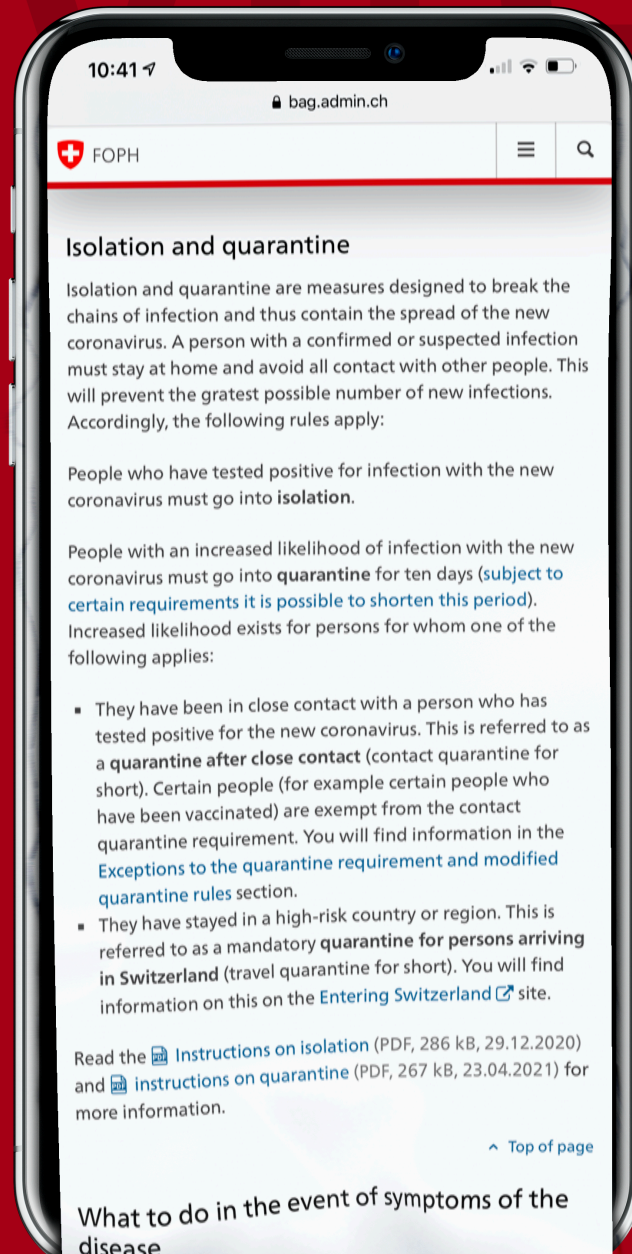 10:41
bag.admin.ch
FOPH
Isolation and quarantine
Isolation and quarantine are measures designed to break the
chains of infection and thus contain the spread of the new
coronavirus. A person with a confirmed or suspected infection
must stay at home and avoid all contact with other people. This
will prevent the gratest possible number of new infections.
Accordingly, the following rules apply:
People who have tested positive for infection with the new
coronavirus must go into isolation.
People with an increased likelihood of infection with the new
coronavirus must go into quarantine for ten days (subject to
certain requirements it is possible to shorten this period).
Increased likelihood exists for persons for whom one of the
following applies:
▪ They have been in close contact with a person who has
tested positive for the new coronavirus. This is referred to as
a quarantine after close contact (contact quarantine for
short). Certain people (for example certain people who
have been vaccinated) are exempt from the contact
quarantine requirement. You will find information in the
Exceptions to the quarantine requirement and modified
quarantine rules section.
▪ They have stayed in a high-risk country or region. This is
referred to as a mandatory quarantine for persons arriving
in Switzerland (travel quarantine for short). You will find
information on this on the Entering Switzerland site.
Read the Instructions on isolation (PDF, 286 kB, 29.12.2020)
and instructions on quarantine (PDF, 267 kB, 23.04.2021) for
more information.
Top of page
What to do in the event of symptoms of the
disease